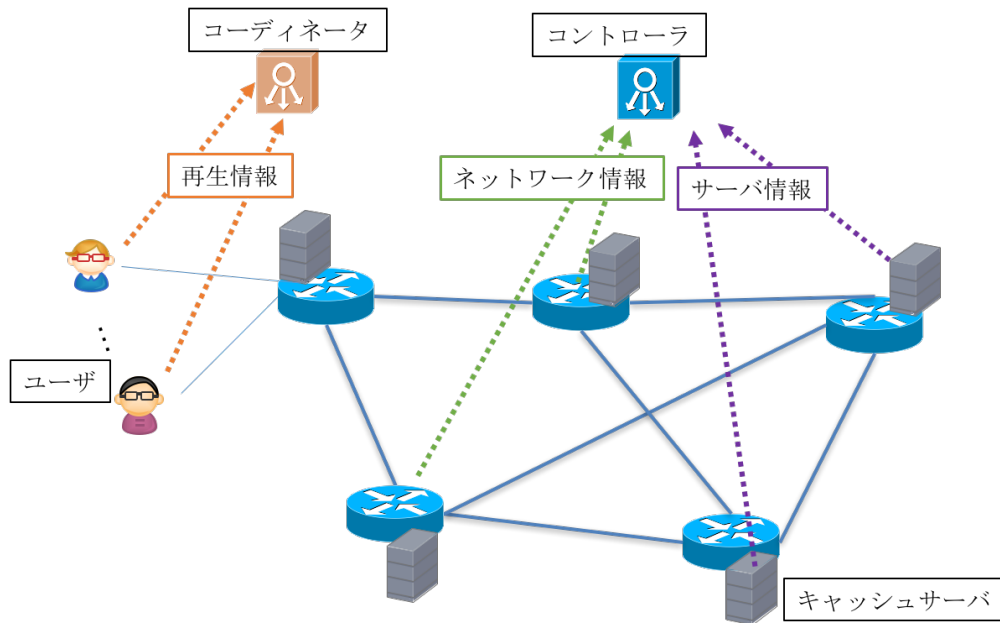 コーディネータ
コントローラ
再生情報
ネットワーク情報
サーバ情報
ユーザ
キャッシュサーバ